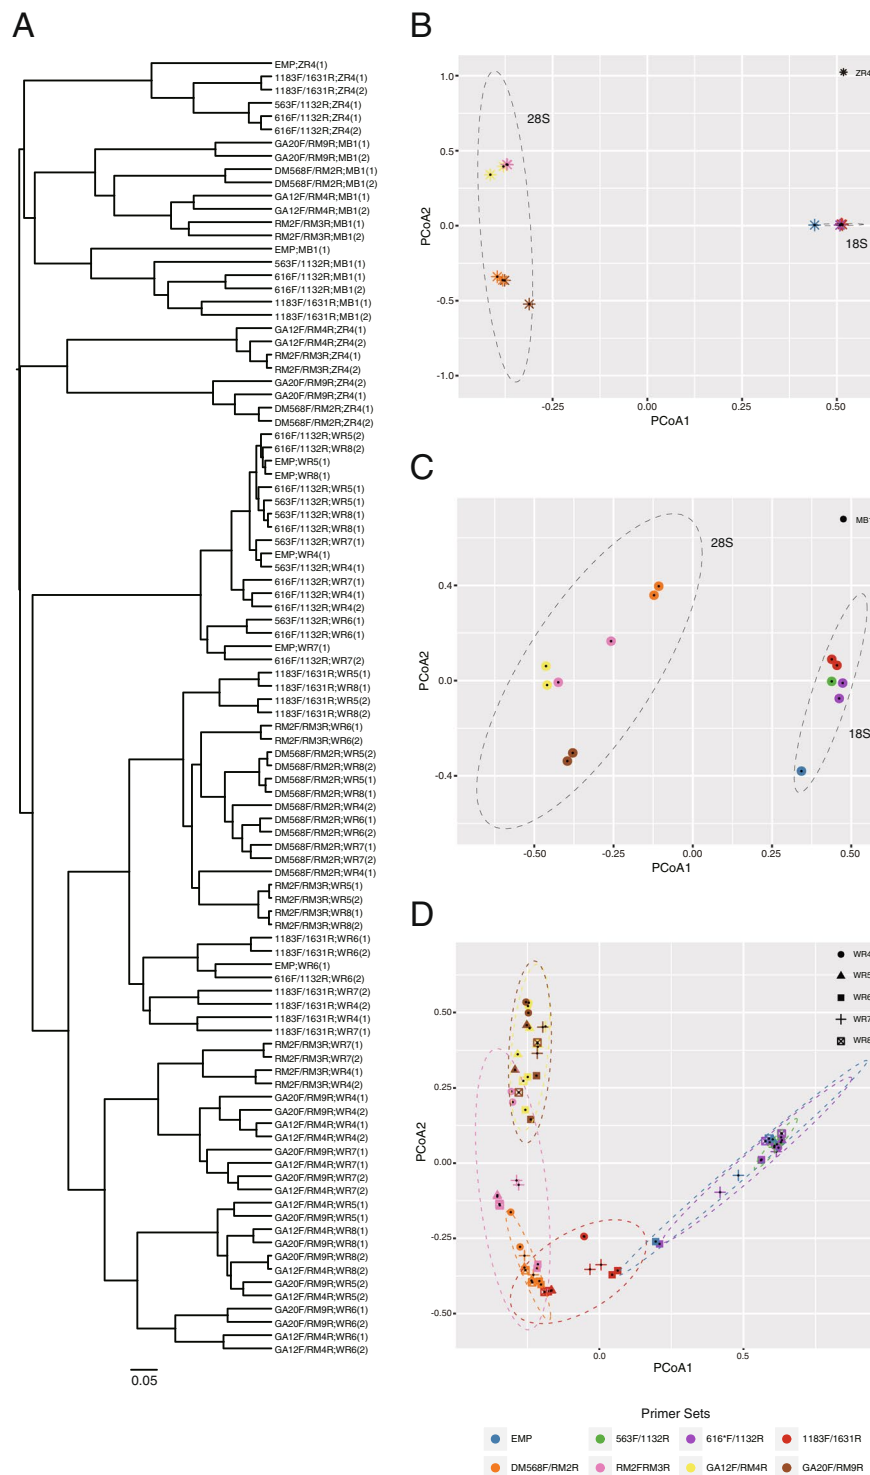 A
EMP;ZR4(1)
1183F/1631R;ZR4(1)
1183F/1631R;ZR4(2)
563F/1132R;ZR4(1)
616F/1132R;ZR4(1)
616F/1132R;ZR4(2)
GA20F/RM9R;MB1(1)
GA20F/RM9R;MB1(2)
DM568F/RM2R;MB1(1)
DM568F/RM2R;MB1(2)
GA12F/RM4R;MB1(1)
GA12F/RM4R;MB1(2)
RM2F/RM3R;MB1(1)
RM2F/RM3R;MB1(2)
EMP;MB1(1)
563F/1132R;MB1(1)
616F/1132R;MB1(1)
616F/1132R;MB1(2)
1183F/1631R;MB1(1)
1183F/1631R;MB1(2)
GA12F/RM4R;ZR4(1)
GA12F/RM4R;ZR4(2)
RM2F/RM3R;ZR4(1)
RM2F/RM3R;ZR4(2)
GA20F/RM9R;ZR4(2)
GA20F/RM9R;ZR4(1)
DM568F/RM2R;ZR4(1)
DM568F/RM2R;ZR4(2)
616F/1132R;WR5(2)
616F/1132R;WR8(2)
EMP;WR5(1)
EMP;WR8(1)
616F/1132R;WR5(1)
563F/1132R;WR5(1)
563F/1132R;WR8(1)
616F/1132R;WR8(1)
563F/1132R;WR7(1)
EMP;WR4(1)
563F/1132R;WR4(1)
616F/1132R;WR7(1)
616F/1132R;WR4(1)
616F/1132R;WR4(2)
563F/1132R;WR6(1)
616F/1132R;WR6(1)
EMP;WR7(1)
616F/1132R;WR7(2)
1183F/1631R;WR5(1)
1183F/1631R;WR8(1)
1183F/1631R;WR5(2)
1183F/1631R;WR8(2)
RM2F/RM3R;WR6(1)
RM2F/RM3R;WR6(2)
DM568F/RM2R;WR5(2)
DM568F/RM2R;WR8(2)
DM568F/RM2R;WR5(1)
DM568F/RM2R;WR8(1)
DM568F/RM2R;WR4(2)
DM568F/RM2R;WR6(1)
DM568F/RM2R;WR6(2)
DM568F/RM2R;WR7(1)
DM568F/RM2R;WR7(2)
DM568F/RM2R;WR4(1)
RM2F/RM3R;WR5(1)
RM2F/RM3R;WR5(2)
RM2F/RM3R;WR8(1)
RM2F/RM3R;WR8(2)
1183F/1631R;WR6(1)
1183F/1631R;WR6(2)
EMP;WR6(1)
616F/1132R;WR6(2)
1183F/1631R;WR7(2)
1183F/1631R;WR4(2)
1183F/1631R;WR4(1)
1183F/1631R;WR7(1)
RM2F/RM3R;WR7(1)
RM2F/RM3R;WR7(2)
RM2F/RM3R;WR4(1)
RM2F/RM3R;WR4(2)
GA20F/RM9R;WR4(1)
GA20F/RM9R;WR4(2)
GA12F/RM4R;WR4(1)
GA12F/RM4R;WR4(2)
GA20F/RM9R;WR7(1)
GA12F/RM4R;WR7(1)
GA20F/RM9R;WR7(2)
GA12F/RM4R;WR7(2)
GA12F/RM4R;WR5(1)
GA20F/RM9R;WR5(1)
GA12F/RM4R;WR8(1)
GA20F/RM9R;WR8(1)
GA20F/RM9R;WR8(2)
GA12F/RM4R;WR8(2)
GA20F/RM9R;WR5(2)
GA12F/RM4R;WR5(2)
GA20F/RM9R;WR6(1)
GA20F/RM9R;WR6(2)
GA12F/RM4R;WR6(1)
GA12F/RM4R;WR6(2)
0.05
B
ZR4
28S
18S
1.0
0.5
0.0
-0.5
-1.0
PCoA2
-0.25 0.00 0.25 0.50
PCoA1
C
MB1
28S
18S
0.4
0.0
-0.4
PCoA2
-0.50 -0.25 0.00 0.25 0.50
PCoA1
D
WR4
WR5
WR6
WR7
WR8
0.50
0.25
0.00
-0.25
-0.50
PCoA2
0.0 0.5
PCoA1
Primer Sets
EMP 563F/1132R 616*F/1132R 1183F/1631R
DM568F/RM2R RM2FRM3R GA12F/RM4R GA20F/RM9R